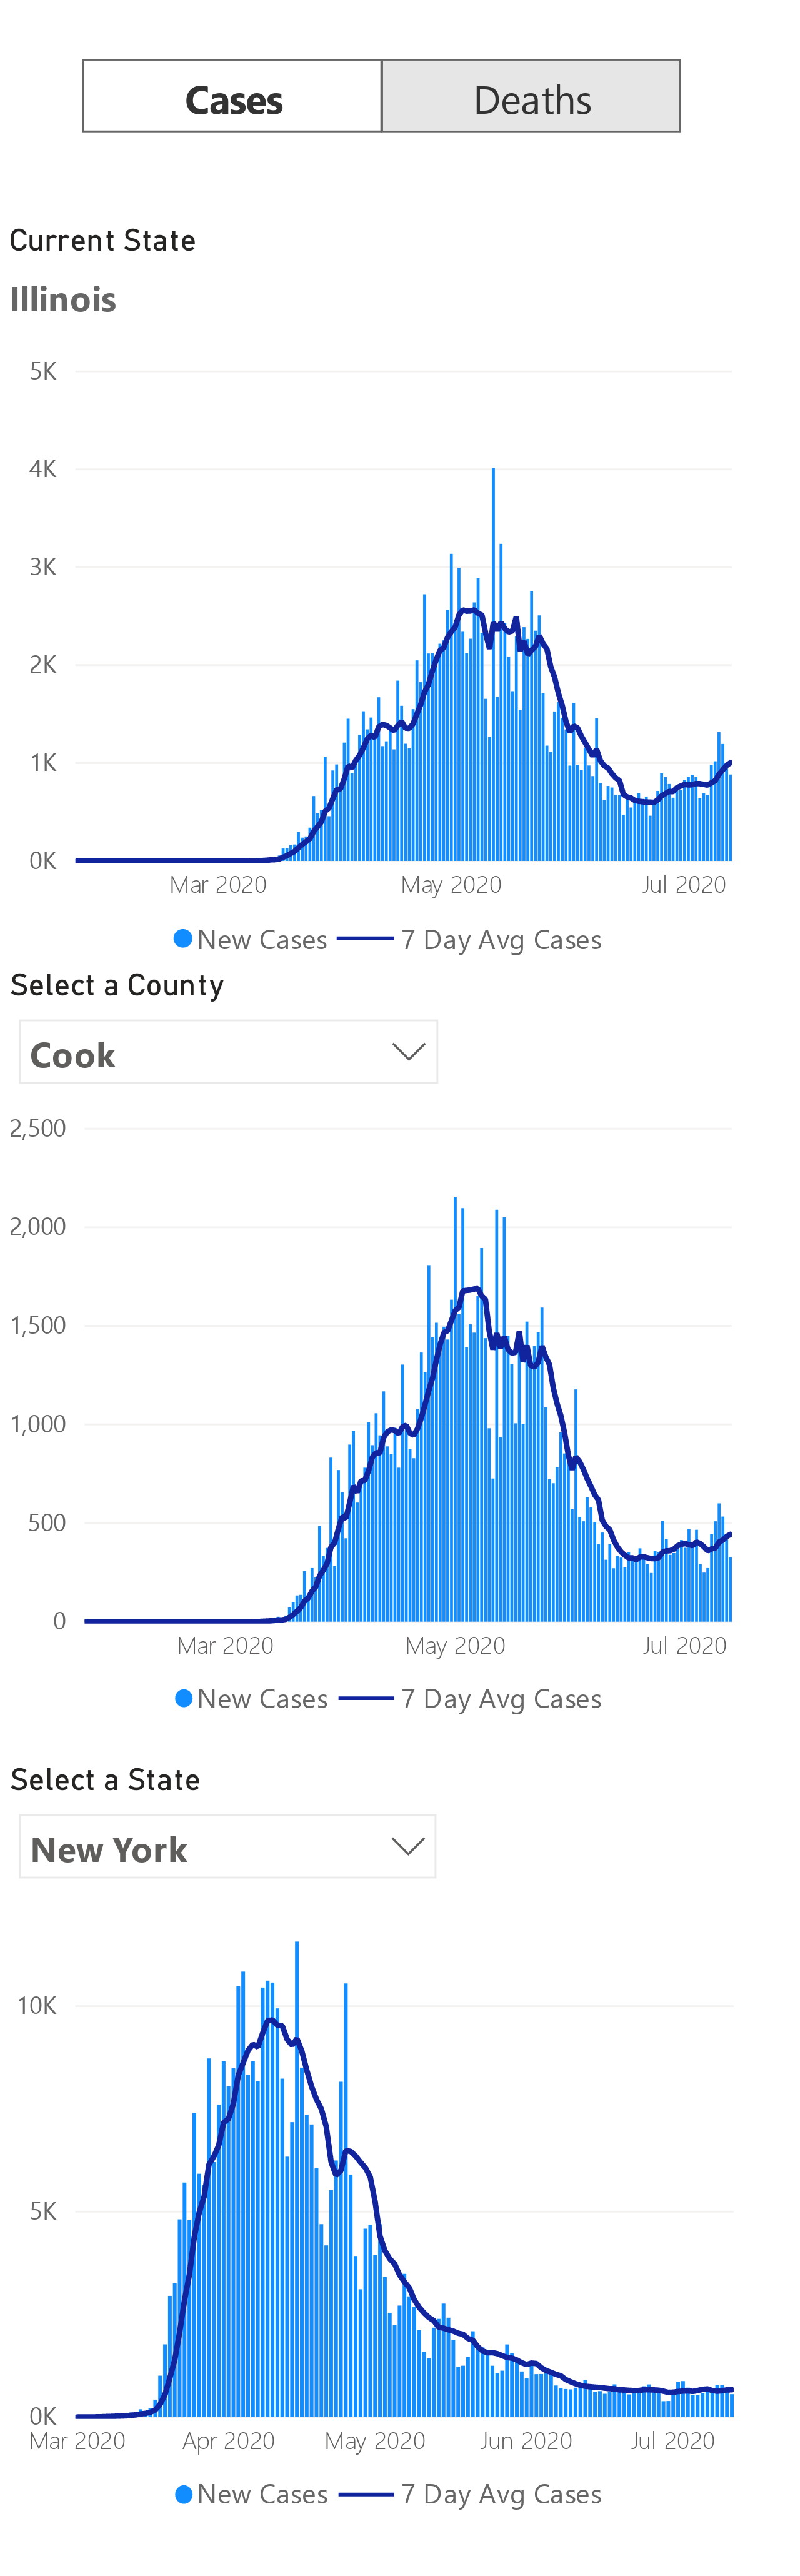 Cases Deaths
Current State
Illinois
5K
4K
3K
2K
1K
0K
Mar 2020 May 2020 Jul 2020
New Cases 7 Day Avg Cases
Select a County
Cook
2,500
2,000
1,500
1,000
500
0
Mar 2020 May 2020 Jul 2020
New Cases 7 Day Avg Cases
Select a State
New York
10K
5K
0K
Mar 2020 Apr 2020 May 2020 Jun 2020 Jul 2020
New Cases 7 Day Avg Cases